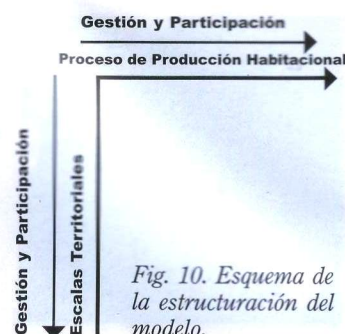 Gestión y Participación
Proceso de Producción Habitacional
Gestión y Participación
Escalas Territoriales
Fig. 10. Esquema de
la estructuración del
modelo.